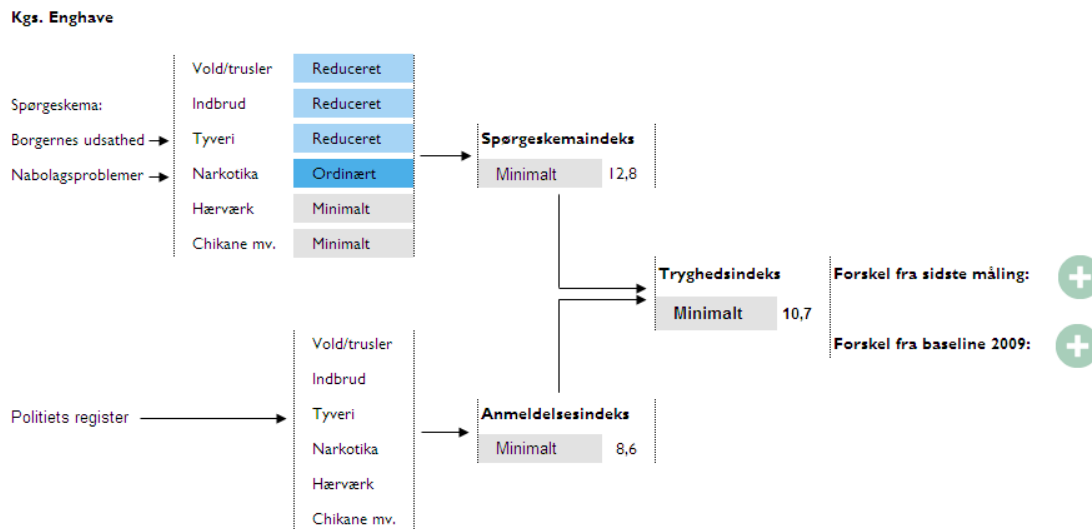 Kgs. Enghave
Spørgeskema:
Borgernes udsathed
Nabolagsproblemer
Vold/trusler Reduceret
Indbrud Reduceret
Tyveri Reduceret
Narkotika Ordinært
Hærværk Minimalt
Chikane mv. Minimalt
Spørgeskemaindeks
Minimalt 12,8
Tryghedsindeks
Minimalt 10,7
Forskel fra sidste måling:
Forskel fra baseline 2009:
Politiets register
Vold/trusler
Indbrud
Tyveri
Narkotika
Hærværk
Chikane mv.
Anmeldelsesindeks
Minimalt 8,6